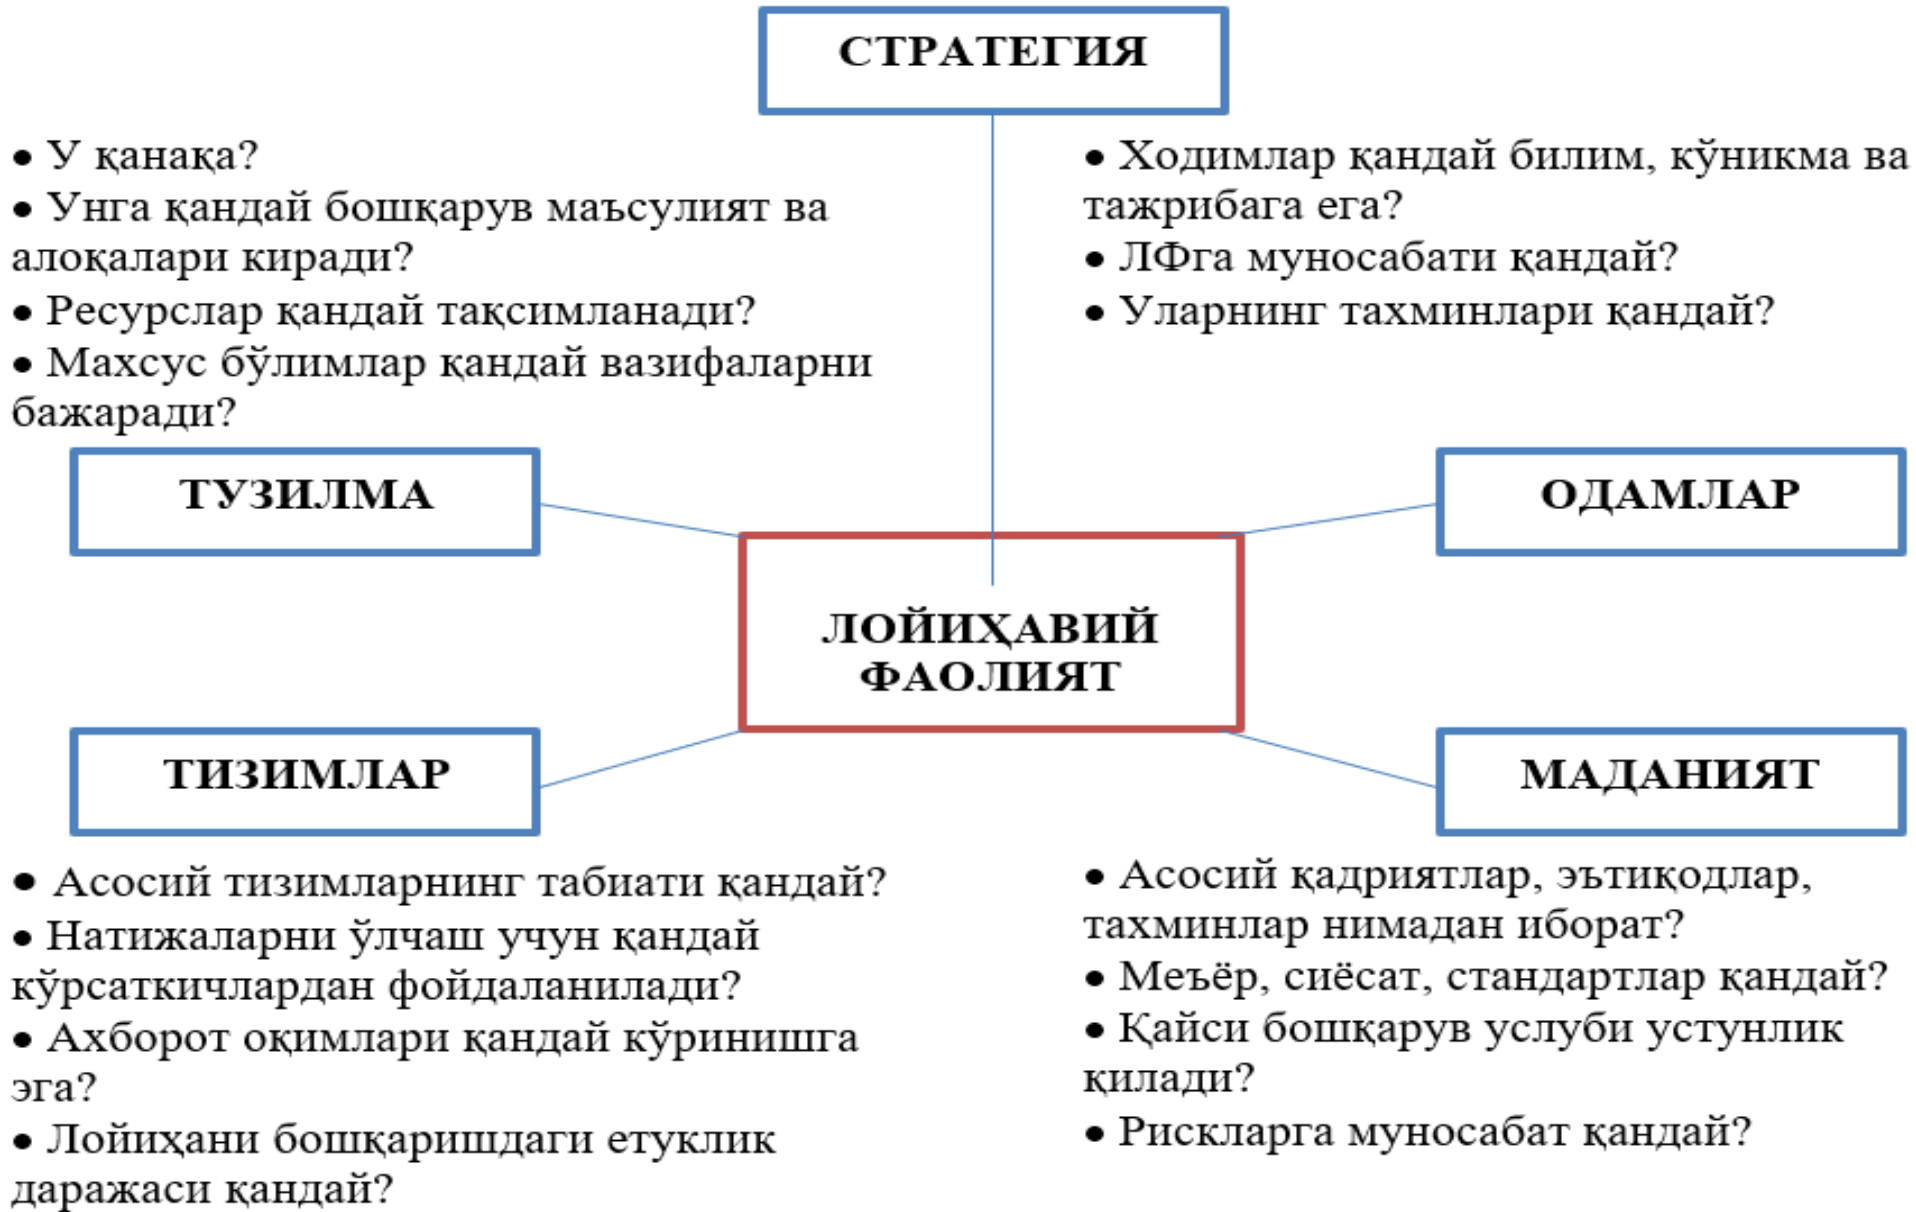 СТРАТЕГИЯ
● У қанақа?
● Унга қандай бошқарув маъсулият ва
алоқалари киради?
● Ресурслар қандай тақсимланади?
● Махсус бўлимлар қандай вазифаларни
бажаради?
● Ходимлар қандай билим, кўникма ва
тажрибага ега?
● ЛФга муносабати қандай?
● Уларнинг тахминлари қандай?
ТУЗИЛМА
ОДАМЛАР
ЛОЙИҲАВИЙ
ФАОЛИЯТ
ТИЗИМЛАР
МАДАНИЯТ
● Асосий тизимларнинг табиати қандай?
● Натижаларни ўлчаш учун қандай
кўрсаткичлардан фойдаланилади?
● Ахборот оқимлари қандай кўринишга
эга?
● Лойиҳани бошқаришдаги етуклик
даражаси қандай?
● Асосий қадриятлар, эътиқодлар,
тахминлар нимадан иборат?
● Меъёр, сиёсат, стандартлар қандай?
● Қайси бошқарув услуби устунлик
қилади?
● Рискларга муносабат қандай?